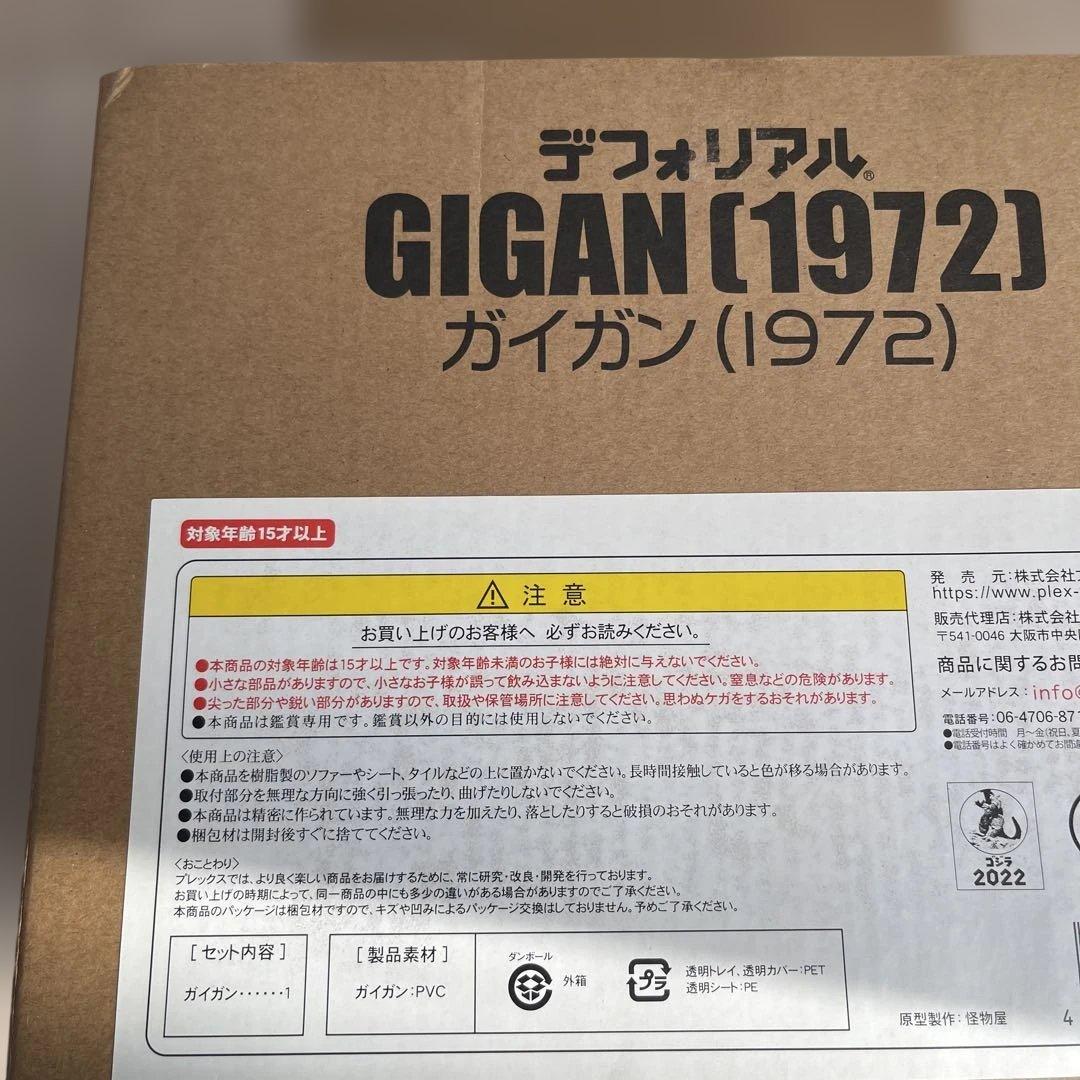 デフォリアル®
GIGAN(1972)
ガイガン(1972)
対象年齢15才以上
⚠ 注意
お買い上げのお客様へ 必ずお読みください。
●本商品の対象年齢は15才以上です。対象年齢未満のお子様には絶対に与えないでください。
●小さな部品がありますので、小さなお子様が誤って飲み込まないように注意してください。窒息などの危険があります。
●尖った部分や鋭い部分がありますので、取扱や保管場所に注意してください。思わぬケガをするおそれがあります。
●本商品は鑑賞専用です。鑑賞以外の目的には使用しないでください。
〈使用上の注意〉
●本商品を樹脂製のソファーやシート、タイルなどの上に置かないでください。長時間接触していると色が移る場合があります。
●取付部分を無理な方向に強く引っ張ったり、曲げたりしないでください。
●本商品は精密に作られています。無理な力を加えたり、落としたりすると破損のおそれがあります。
●梱包材は開封後すぐに捨ててください。
〈おことわり〉
プレックスでは、より良く楽しい商品をお届けするために、常に研究・改良・開発を行っております。
お買い上げの時期によって、同一商品の中にも多少の違いがある場合がありますのでご了承ください。
本商品のパッケージは梱包材ですので、キズや凹みによるパッケージ交換はしておりません。予めご了承ください。
[セット内容]
ガイガン・・・・・・1
[製品素材]
ガイガン:PVC
ダンボール
外箱
プラ
透明トレイ、透明カバー:PET
透明シート:PE
発売元:株式会社
https://www.plex-
販売代理店:株式会社
〒541-0046 大阪市中央
商品に関するお問
メールアドレス:info@
電話番号:06-4706-87
●電話受付時間 月〜金(祝日、夏
●電話番号はよく確かめてお間違
ゴジラ
2022
原型製作:怪物屋
4